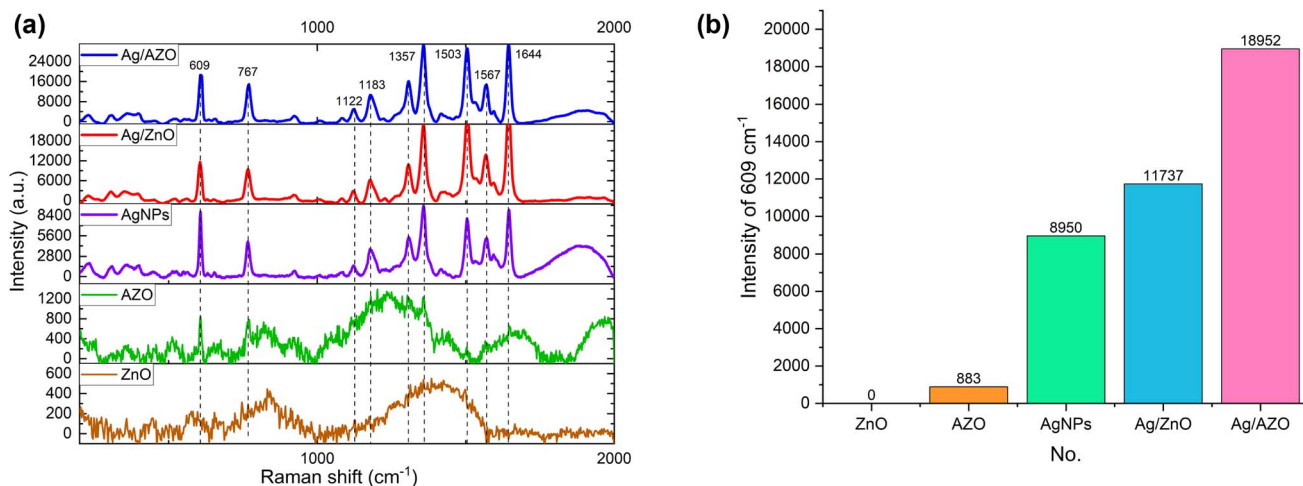 (a)
1000 2000
24000
16000
8000
0
Ag/AZO
609 767 1122 1183 1357 1503 1567 1644
18000
12000
6000
0
Ag/ZnO
8400
5600
2800
0
AgNPs
1200
800
400
0
AZO
600
400
200
0
ZnO
Intensity (a.u.)
1000 2000
Raman shift (cm⁻¹)
(b)
20000
18000
16000
14000
12000
10000
8000
6000
4000
2000
0
Intensity of 609 cm⁻¹
0 883 8950 11737 18952
ZnO AZO AgNPs Ag/ZnO Ag/AZO
No.